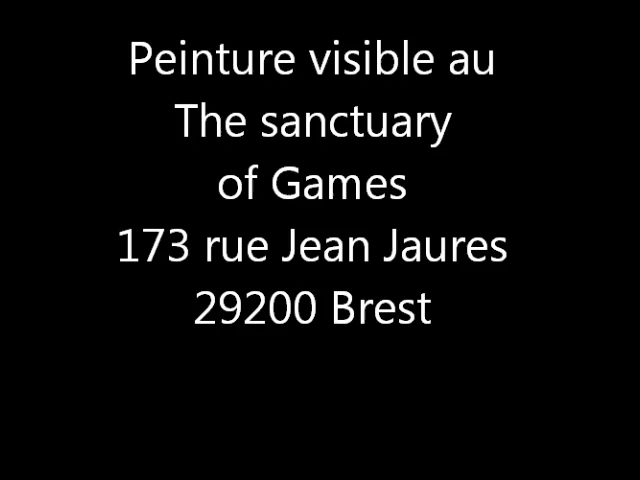 Peinture visible au
The sanctuary
of Games
173 rue Jean Jaures
29200 Brest